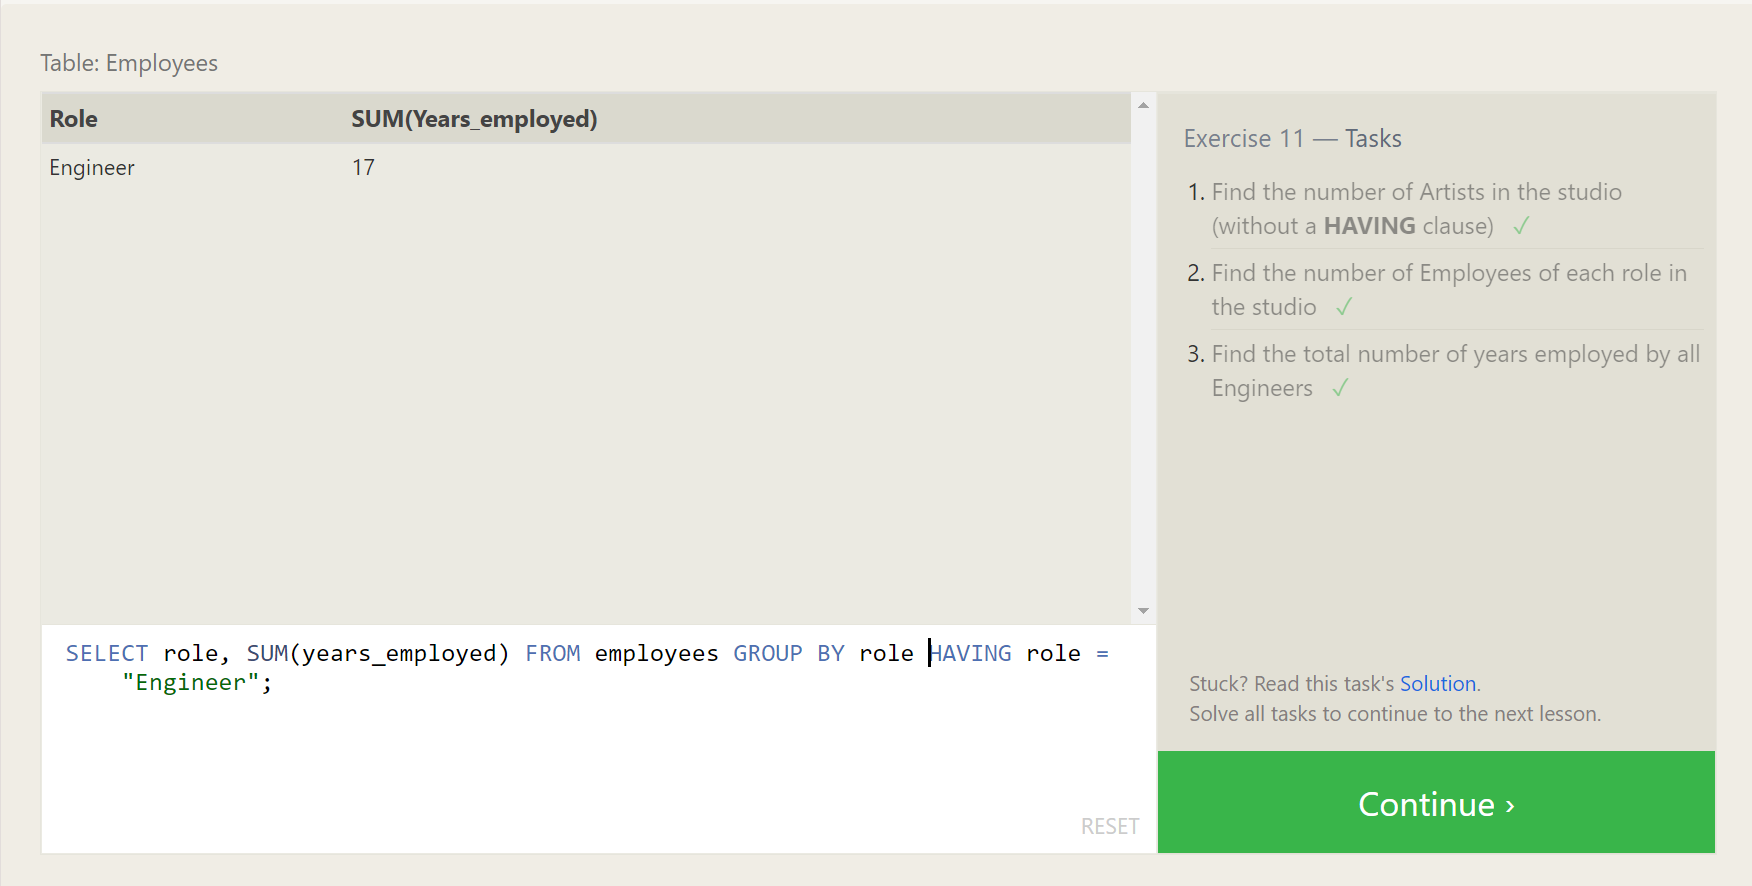 Table: Employees
Role SUM(Years_employed)
Engineer 17
SELECT role, SUM(years_employed) FROM employees GROUP BY role HAVING role =
"Engineer";
RESET
Exercise 11 — Tasks
1. Find the number of Artists in the studio
(without a HAVING clause) ✓
2. Find the number of Employees of each role in
the studio ✓
3. Find the total number of years employed by all
Engineers ✓
Stuck? Read this task's Solution.
Solve all tasks to continue to the next lesson.
Continue ›